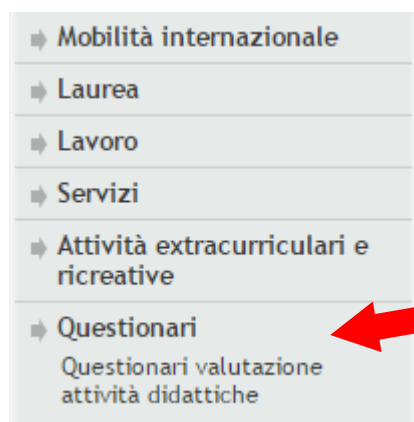 Mobilità internazionale
Laurea
Lavoro
Servizi
Attività extracurriculari e
ricreative
Questionari
Questionari valutazione
attività didattiche